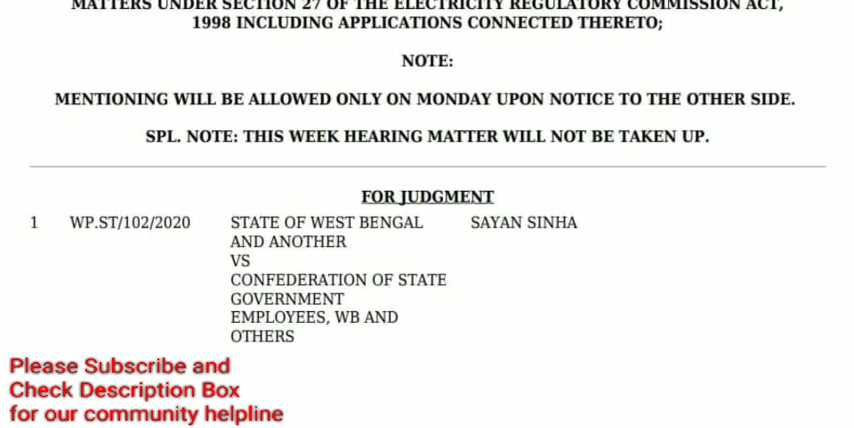 MATTERS UNDER SECTION 27 OF THE ELECTRICITY REGULATORY COMMISSION ACT,
1998 INCLUDING APPLICATIONS CONNECTED THERETO;
NOTE:
MENTIONING WILL BE ALLOWED ONLY ON MONDAY UPON NOTICE TO THE OTHER SIDE.
SPL. NOTE: THIS WEEK HEARING MATTER WILL NOT BE TAKEN UP.
FOR JUDGMENT
1 WP.ST/102/2020 STATE OF WEST BENGAL SAYAN SINHA
AND ANOTHER
VS
CONFEDERATION OF STATE
GOVERNMENT
EMPLOYEES, WB AND
OTHERS
Please Subscribe and
Check Description Box
for our community helpline